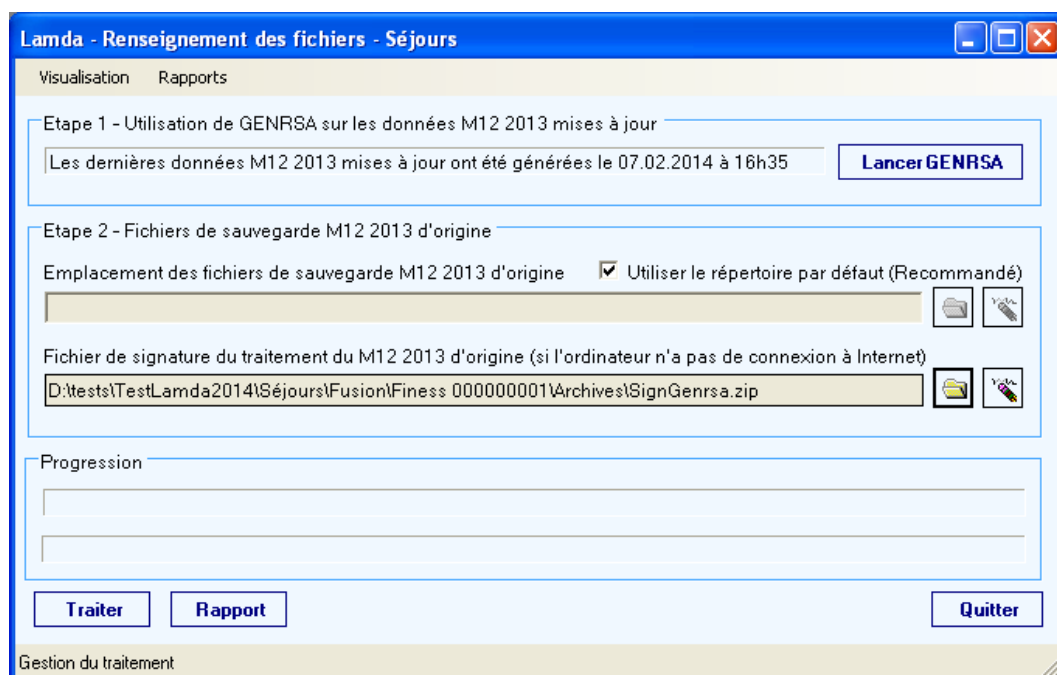 Lamda - Renseignement des fichiers - Séjours
Visualisation Rapports
Etape 1 - Utilisation de GENRSA sur les données M12 2013 mises à jour
Les dernières données M12 2013 mises à jour ont été générées le 07.02.2014 à 16h35 Lancer GENRSA
Etape 2 - Fichiers de sauvegarde M12 2013 d'origine
Emplacement des fichiers de sauvegarde M12 2013 d'origine Utiliser le répertoire par défaut (Recommandé)
Fichier de signature du traitement du M12 2013 d'origine (si l'ordinateur n'a pas de connexion à Internet)
D:\tests\TestLamda2014\Séjours\Fusion\Finess 000000001\Archives\SignGenrsa.zip
Progression
Traiter Rapport Quitter
Gestion du traitement